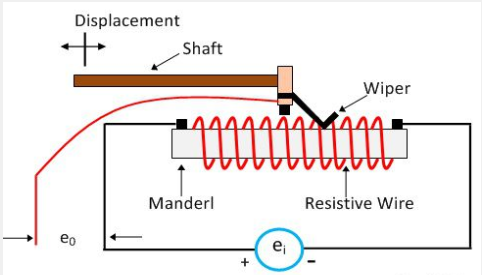 Displacement
Shaft
Wiper
Manderl
Resistive Wire
e0
ei
+
−